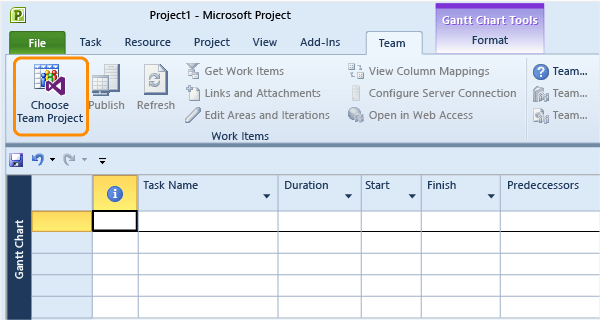 Project1 - Microsoft Project
Gantt Chart Tools
File Task Resource Project View Add-Ins Team Format
Choose
Team Project
Publish
Refresh
Get Work Items
Links and Attachments
Edit Areas and Iterations
View Column Mappings
Configure Server Connection
Open in Web Access
Team...
Team...
Team...
Work Items
Task Name Duration Start Finish Predeccessors
Gantt Chart